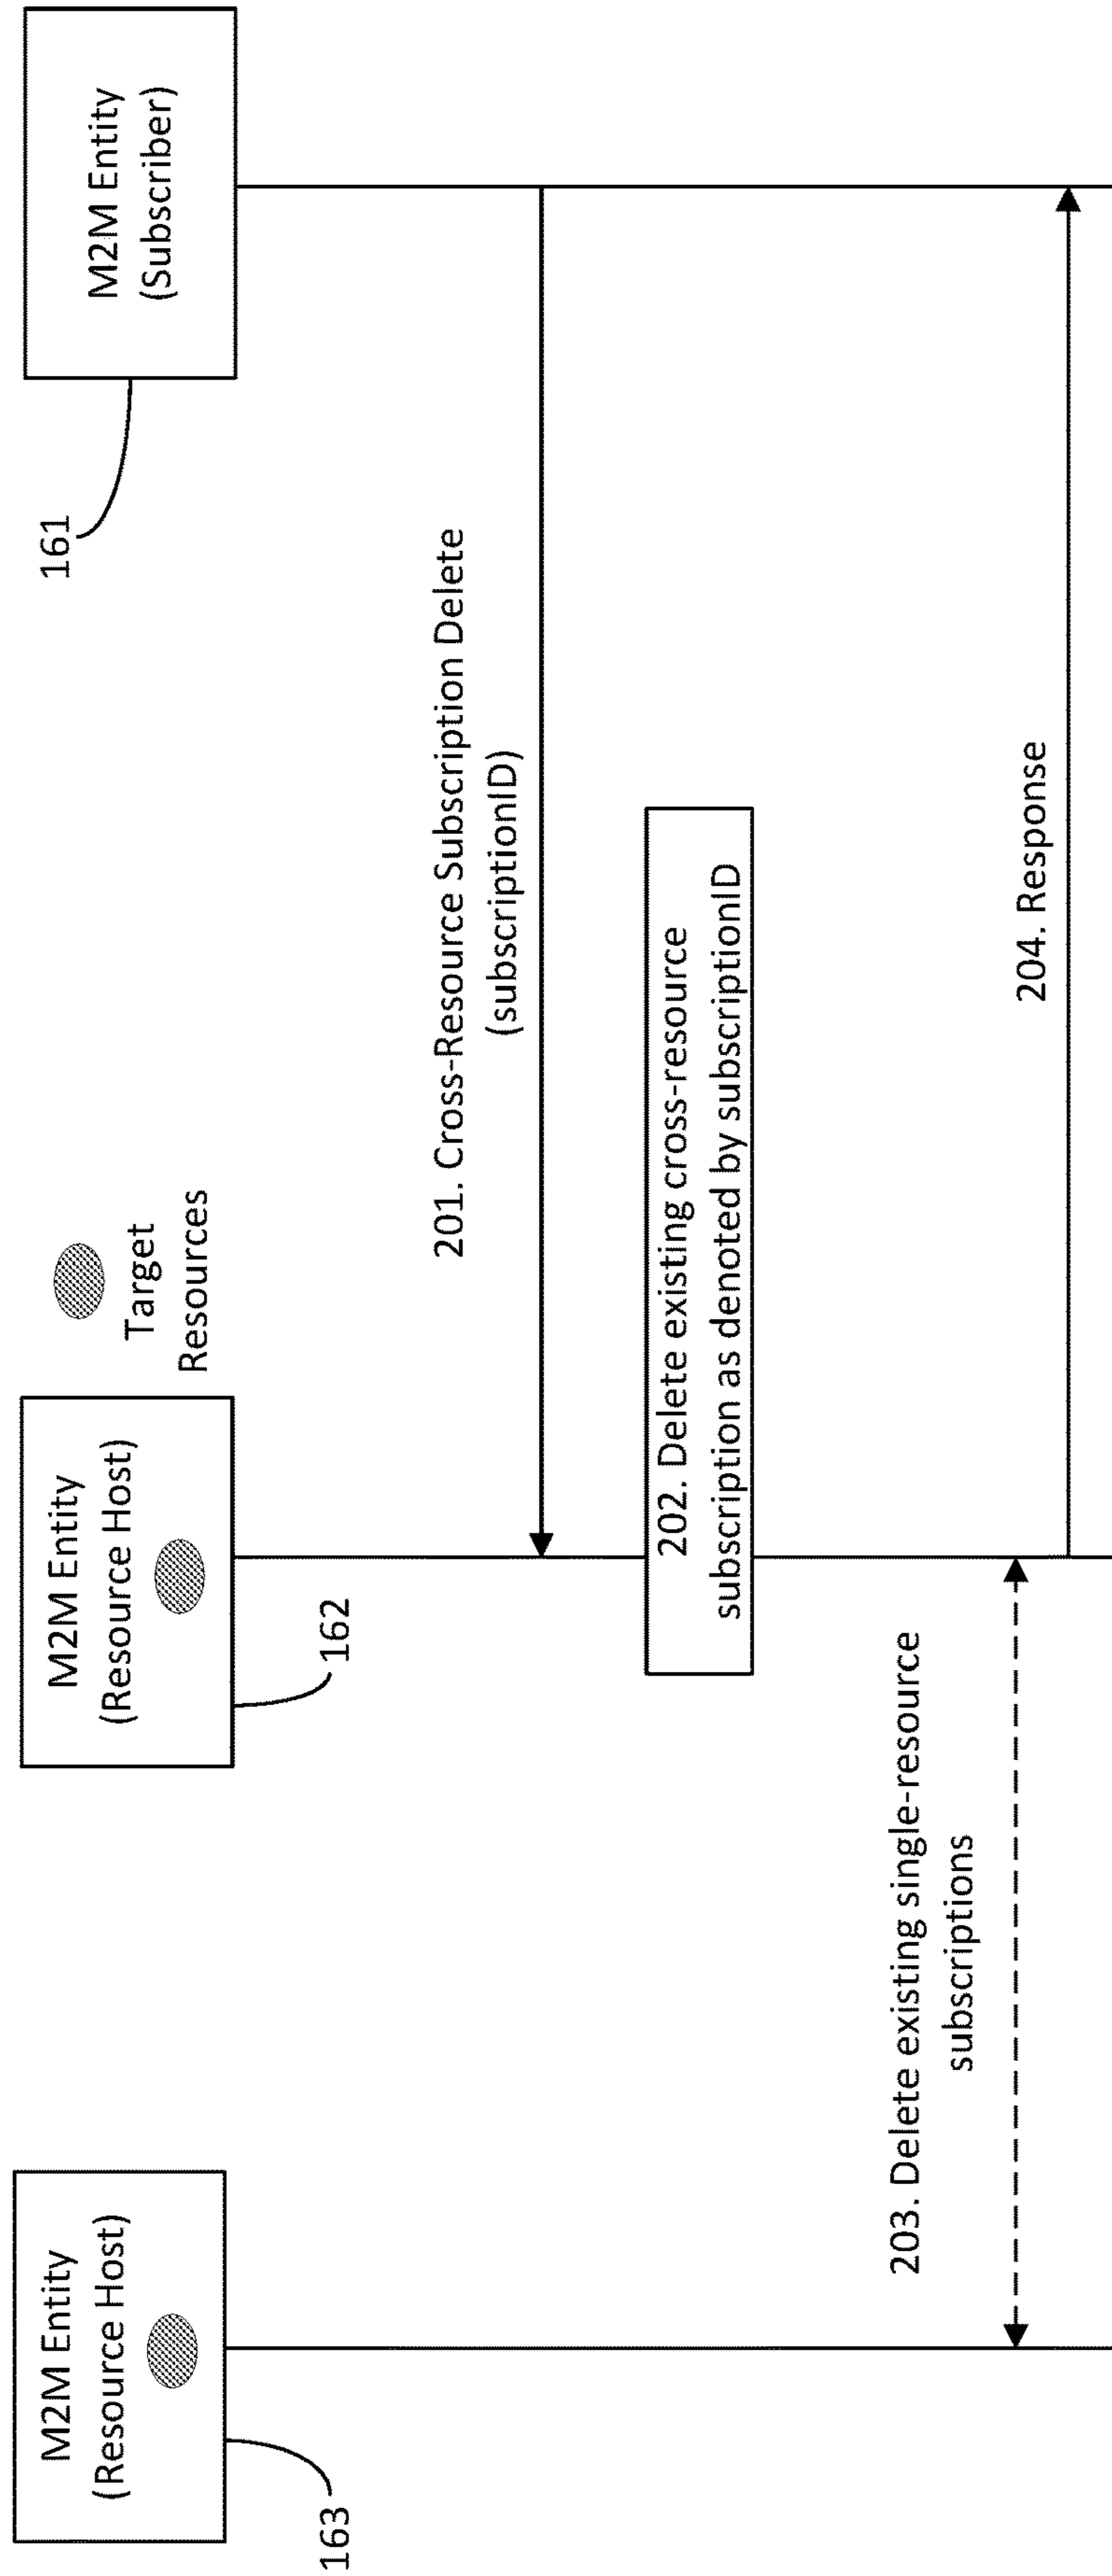 M2M Entity
(Resource Host)
163
M2M Entity
(Resource Host)
162
Target
Resources
M2M Entity
(Subscriber)
161
201. Cross-Resource Subscription Delete
(subscriptionID)
202. Delete existing cross-resource
subscription as denoted by subscriptionID
203. Delete existing single-resource
subscriptions
204. Response